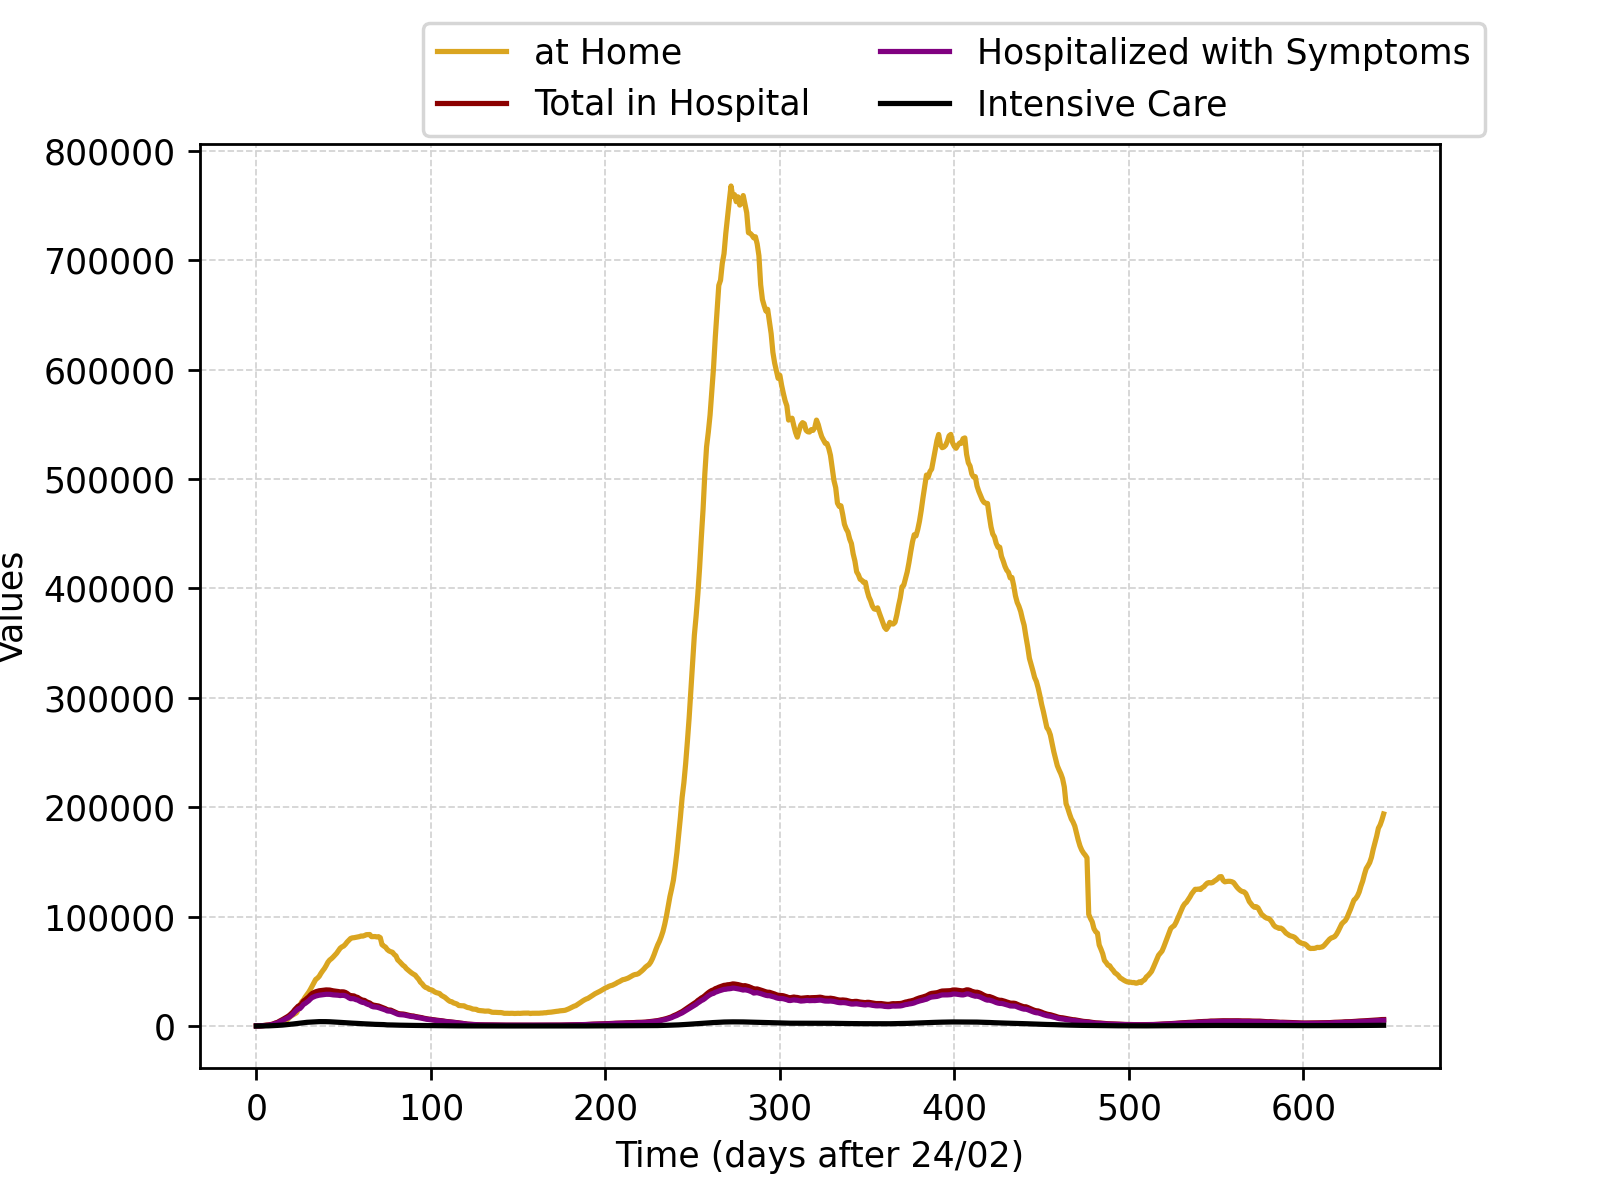 at Home
Total in Hospital
Hospitalized with Symptoms
Intensive Care
800000
700000
600000
500000
400000
300000
200000
100000
0
Values
0 100 200 300 400 500 600
Time (days after 24/02)